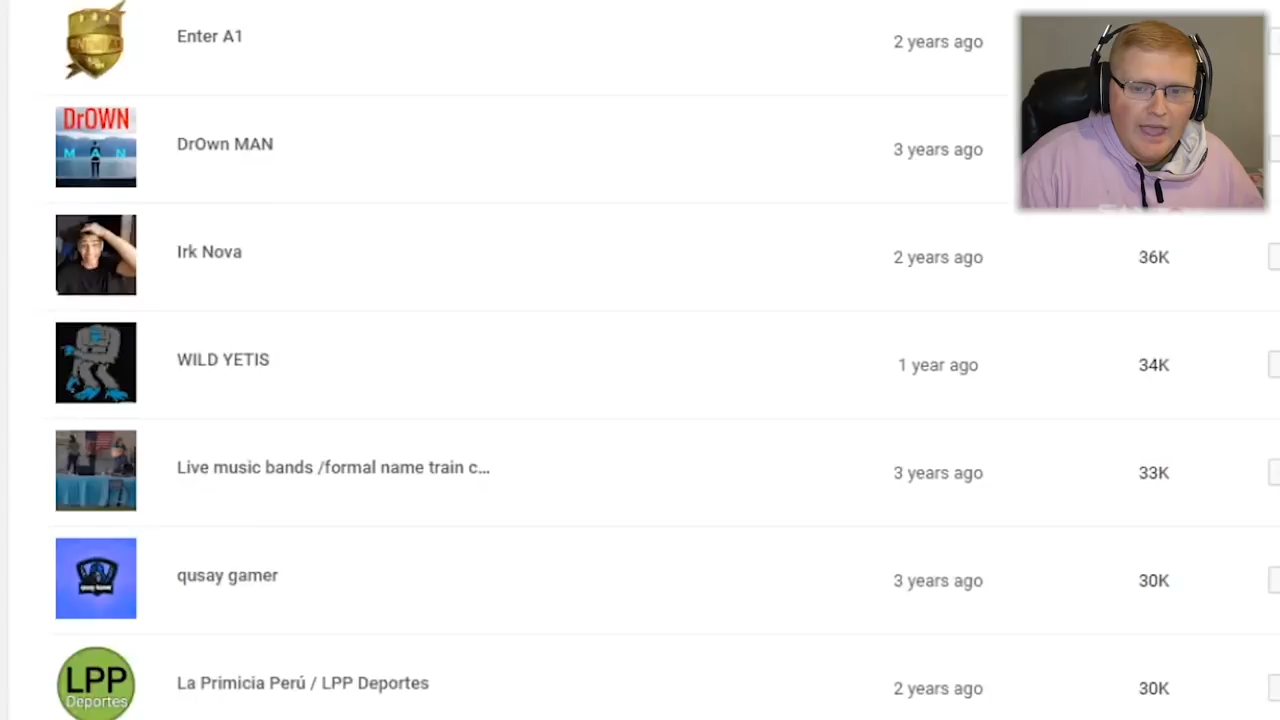 Enter A1
2 years ago
DrOWN
M A N
DrOwn MAN
3 years ago
Irk Nova
2 years ago
36K
WILD YETIS
1 year ago
34K
Live music bands /formal name train c...
3 years ago
33K
qusay gamer
3 years ago
30K
LPP
Deportes
La Primicia Perú / LPP Deportes
2 years ago
30K